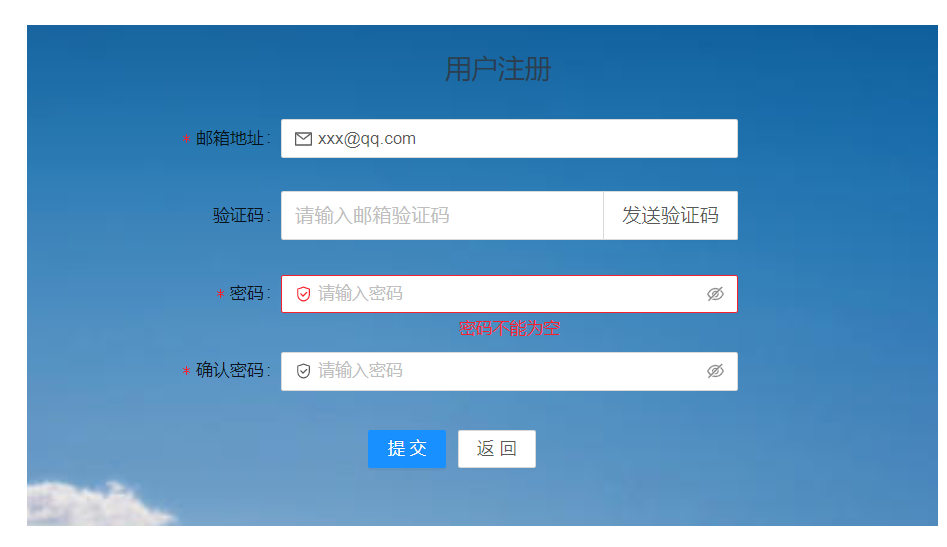 用户注册
* 邮箱地址: xxx@qq.com
验证码: 请输入邮箱验证码 发送验证码
* 密码: 请输入密码
密码不能为空
* 确认密码: 请输入密码
提交 返回